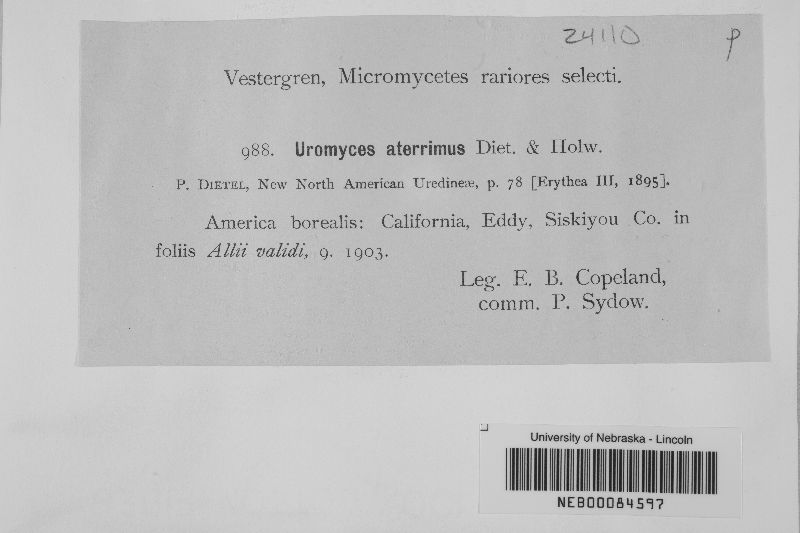 24110 p
Vestergren, Micromycetes rariores selecti.
988. Uromyces aterrimus Diet. & Holw.
P. Dietel, New North American Uredineæ, p. 78 [Erythea III, 1895].
America borealis: California, Eddy, Siskiyou Co. in
foliis Allii validi, 9. 1903.
Leg. E. B. Copeland,
comm. P. Sydow.
University of Nebraska - Lincoln
NEB00084597